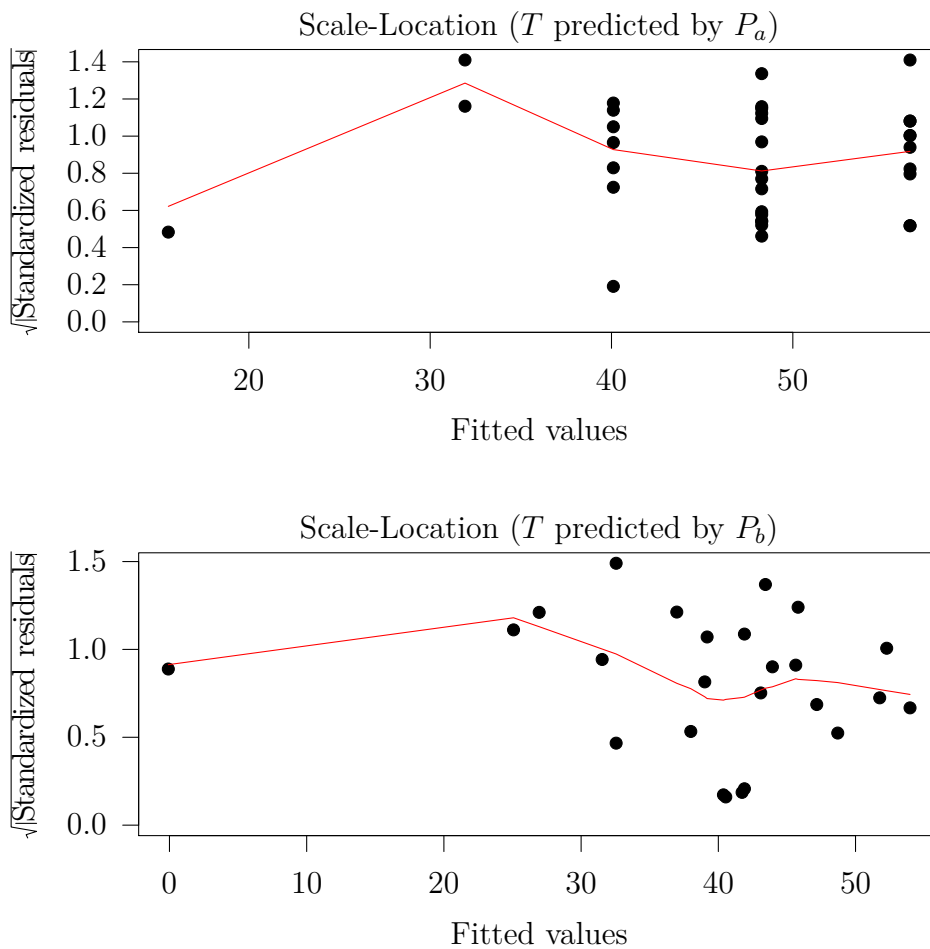 Scale-Location (T predicted by Pₐ)
√|Standardized residuals|
1.4
1.2
1.0
0.8
0.6
0.4
0.2
0.0
20 30 40 50
Fitted values
Scale-Location (T predicted by P_b)
√|Standardized residuals|
1.5
1.0
0.5
0.0
0 10 20 30 40 50
Fitted values